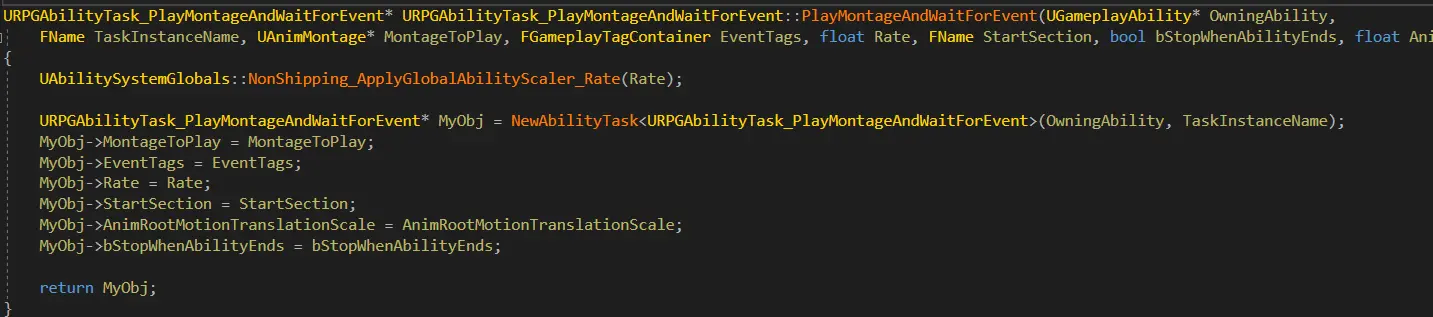 URPGAbilityTask_PlayMontageAndWaitForEvent* URPGAbilityTask_PlayMontageAndWaitForEvent::PlayMontageAndWaitForEvent(UGameplayAbility* OwningAbility,
FName TaskInstanceName, UAnimMontage* MontageToPlay, FGameplayTagContainer EventTags, float Rate, FName StartSection, bool bStopWhenAbilityEnds, float Ani
{
UAbilitySystemGlobals::NonShipping_ApplyGlobalAbilityScaler_Rate(Rate);
URPGAbilityTask_PlayMontageAndWaitForEvent* MyObj = NewAbilityTask<URPGAbilityTask_PlayMontageAndWaitForEvent>(OwningAbility, TaskInstanceName);
MyObj->MontageToPlay = MontageToPlay;
MyObj->EventTags = EventTags;
MyObj->Rate = Rate;
MyObj->StartSection = StartSection;
MyObj->AnimRootMotionTranslationScale = AnimRootMotionTranslationScale;
MyObj->bStopWhenAbilityEnds = bStopWhenAbilityEnds;
return MyObj;
}